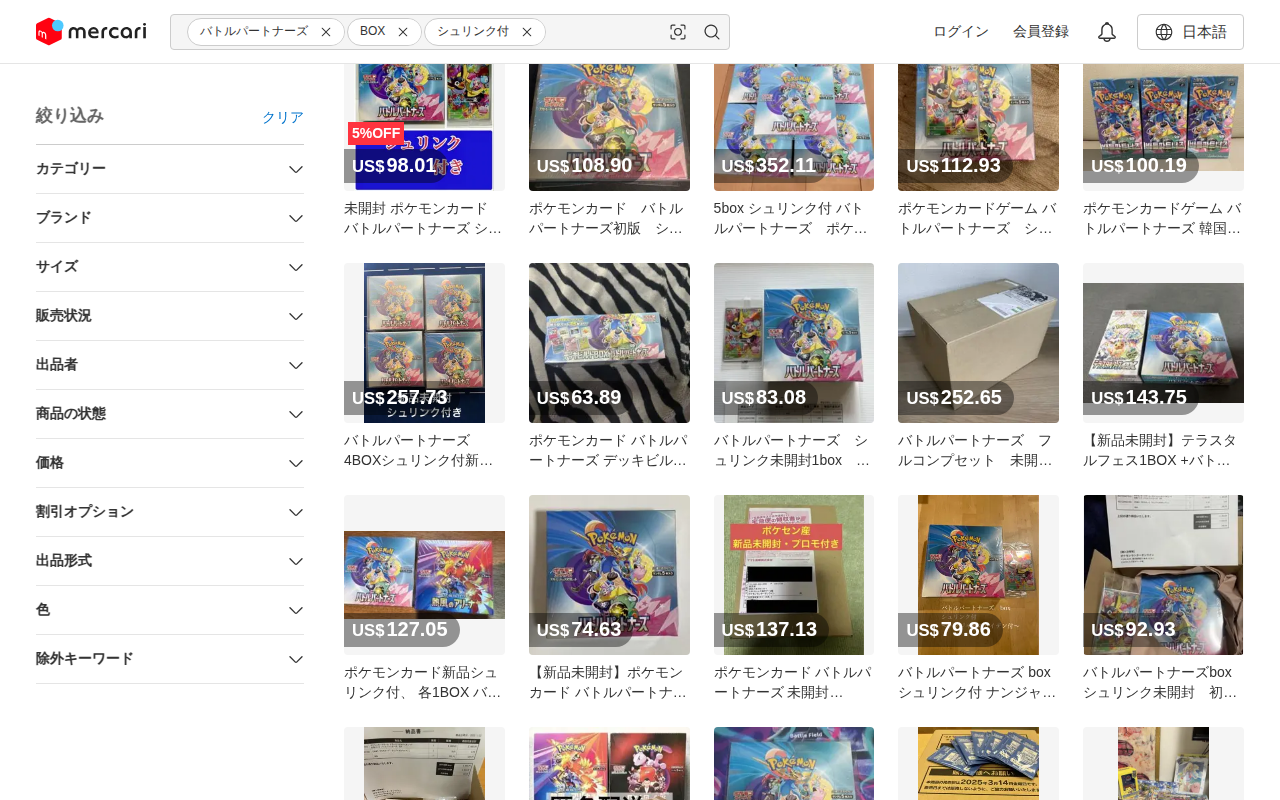 mercari
バトルパートナーズ
BOX
シュリンク付
ログイン
会員登録
日本語
絞り込み
クリア
カテゴリー
ブランド
サイズ
販売状況
出品者
商品の状態
価格
割引オプション
出品形式
色
除外キーワード
5%OFF
シュリンク
付き
US$98.01
US$108.90
US$352.11
US$112.93
US$100.19
未開封 ポケモンカード
バトルパートナーズ シ…
ポケモンカード　バトル
パートナーズ初版　シ…
5box シュリンク付 バト
ルパートナーズ　ポケ…
ポケモンカードゲーム バ
トルパートナーズ　シ…
ポケモンカードゲーム バ
トルパートナーズ 韓国…
シュリンク付き
US$257.73
US$63.89
US$83.08
US$252.65
US$143.75
バトルパートナーズ
4BOXシュリンク付新…
ポケモンカード バトルパ
ートナーズ デッキビル…
バトルパートナーズ　シ
ュリンク未開封1box　…
バトルパートナーズ　フ
ルコンプセット　未開…
【新品未開封】テラスタ
ルフェス1BOX +バト…
ポケセン産
新品未開封・プロモ付き
US$127.05
US$74.63
US$137.13
US$79.86
US$92.93
ポケモンカード新品シュ
リンク付、 各1BOX バ…
【新品未開封】ポケモン
カード バトルパートナ…
ポケモンカード バトルパ
ートナーズ 未開封…
バトルパートナーズ box
シュリンク付 ナンジャ…
バトルパートナーズbox
シュリンク未開封　初…